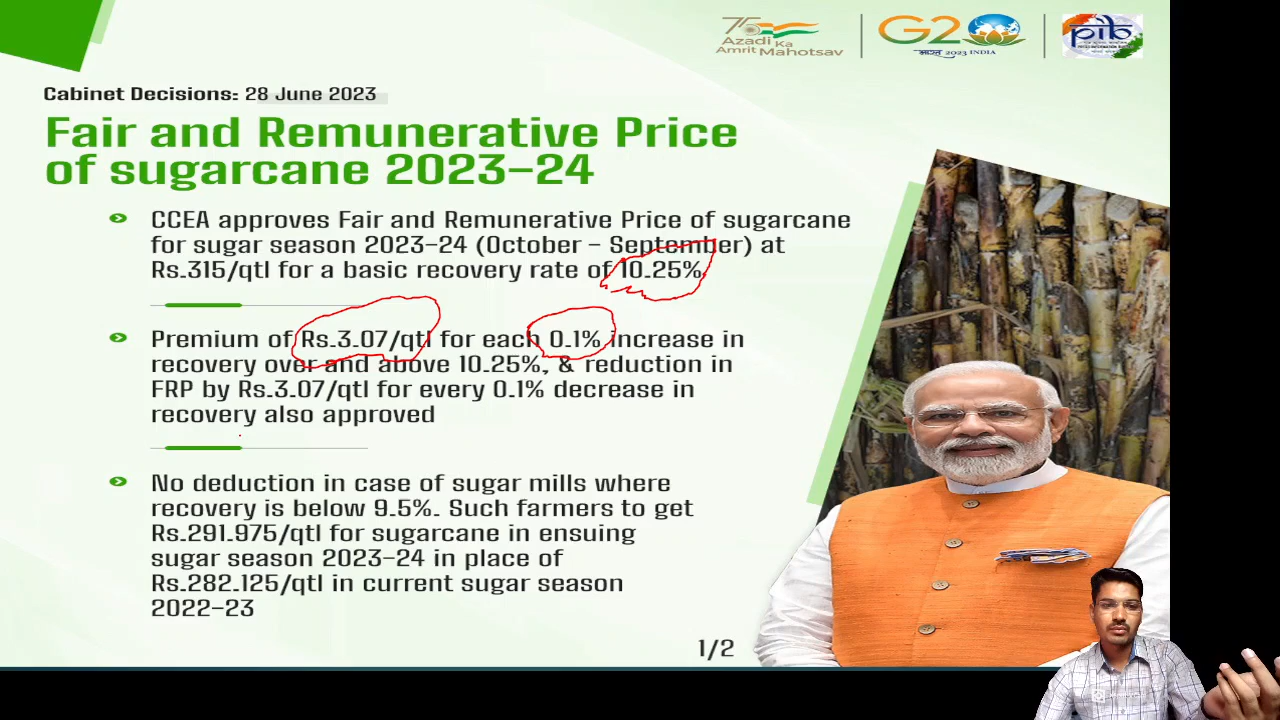 Azadi Ka
Amrit Mahotsav
G20
भारत 2023 INDIA
pib
Cabinet Decisions: 28 June 2023
Fair and Remunerative Price
of sugarcane 2023–24
CCEA approves Fair and Remunerative Price of sugarcane
for sugar season 2023–24 (October – September) at
Rs.315/qtl for a basic recovery rate of 10.25%
Premium of Rs.3.07/qtl for each 0.1% increase in
recovery over and above 10.25%, & reduction in
FRP by Rs.3.07/qtl for every 0.1% decrease in
recovery also approved
No deduction in case of sugar mills where
recovery is below 9.5%. Such farmers to get
Rs.291.975/qtl for sugarcane in ensuing
sugar season 2023–24 in place of
Rs.282.125/qtl in current sugar season
2022–23
1/2